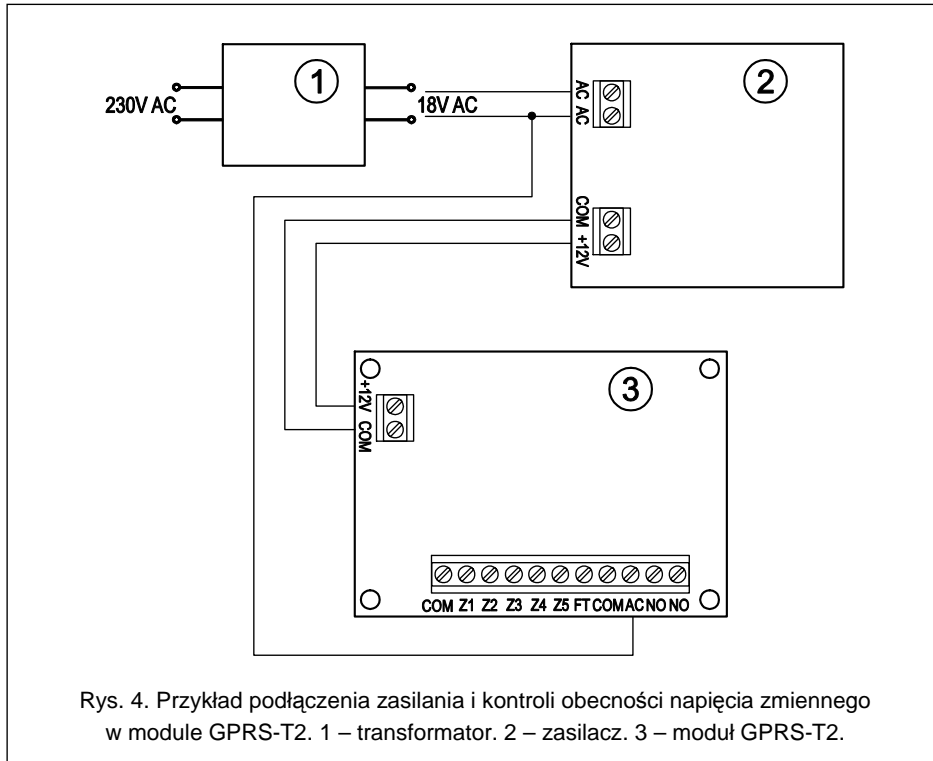 1
2
230V AC
18V AC
AC
AC
COM
+12V
3
+12V
COM
COM Z1 Z2 Z3 Z4 Z5 FT COM AC NO NO
Rys. 4. Przykład podłączenia zasilania i kontroli obecności napięcia zmiennego
w module GPRS-T2. 1 – transformator. 2 – zasilacz. 3 – moduł GPRS-T2.